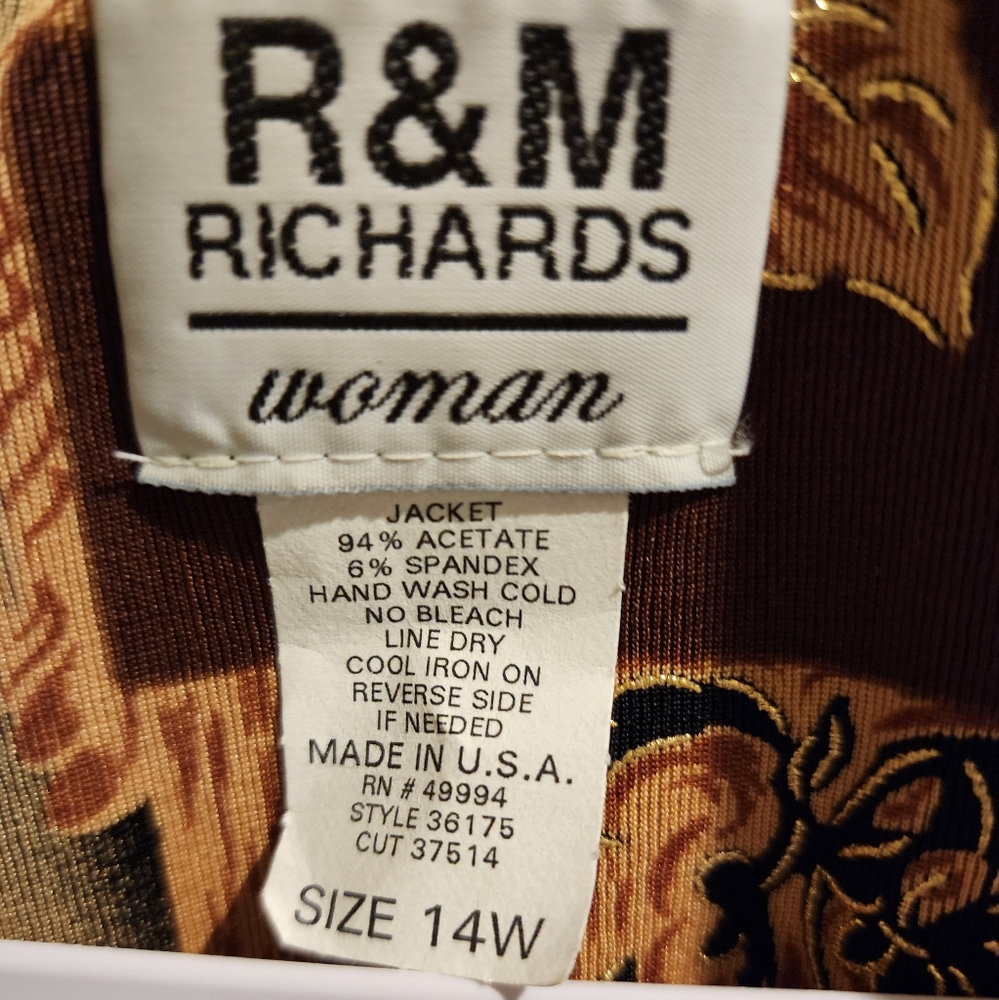 R&M
RICHARDS
woman
JACKET
94% ACETATE
6% SPANDEX
HAND WASH COLD
NO BLEACH
LINE DRY
COOL IRON ON
REVERSE SIDE
IF NEEDED
MADE IN U.S.A.
RN # 49994
STYLE 36175
CUT 37514
SIZE 14W